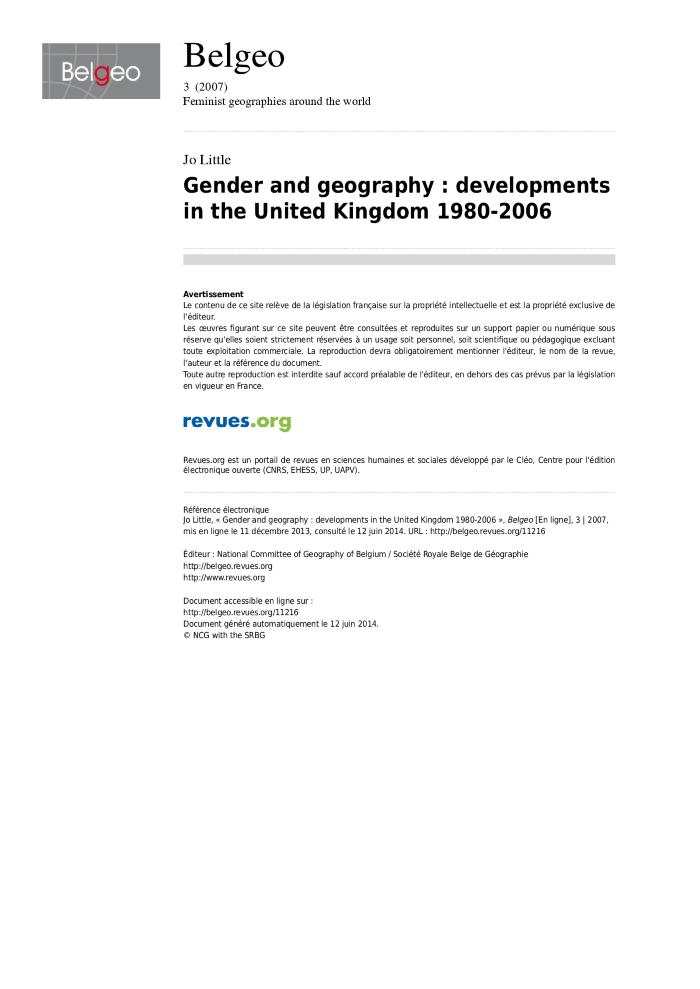 Belgeo
Belgeo
3 (2007)
Feminist geographies around the world
Jo Little
Gender and geography : developments
in the United Kingdom 1980-2006
Avertissement
Le contenu de ce site relève de la législation française sur la propriété intellectuelle et est la propriété exclusive de
l'éditeur.
Les œuvres figurant sur ce site peuvent être consultées et reproduites sur un support papier ou numérique sous
réserve qu'elles soient strictement réservées à un usage soit personnel, soit scientifique ou pédagogique excluant
toute exploitation commerciale. La reproduction devra obligatoirement mentionner l'éditeur, le nom de la revue,
l'auteur et la référence du document.
Toute autre reproduction est interdite sauf accord préalable de l'éditeur, en dehors des cas prévus par la législation
en vigueur en France.
revues.org
Revues.org est un portail de revues en sciences humaines et sociales développé par le Cléo, Centre pour l'édition
électronique ouverte (CNRS, EHESS, UP, UAPV).
Référence électronique
Jo Little, « Gender and geography : developments in the United Kingdom 1980-2006 », Belgeo [En ligne], 3 | 2007,
mis en ligne le 11 décembre 2013, consulté le 12 juin 2014. URL : http://belgeo.revues.org/11216
Éditeur : National Committee of Geography of Belgium / Société Royale Belge de Géographie
http://belgeo.revues.org
http://www.revues.org
Document accessible en ligne sur :
http://belgeo.revues.org/11216
Document généré automatiquement le 12 juin 2014.
© NCG with the SRBG